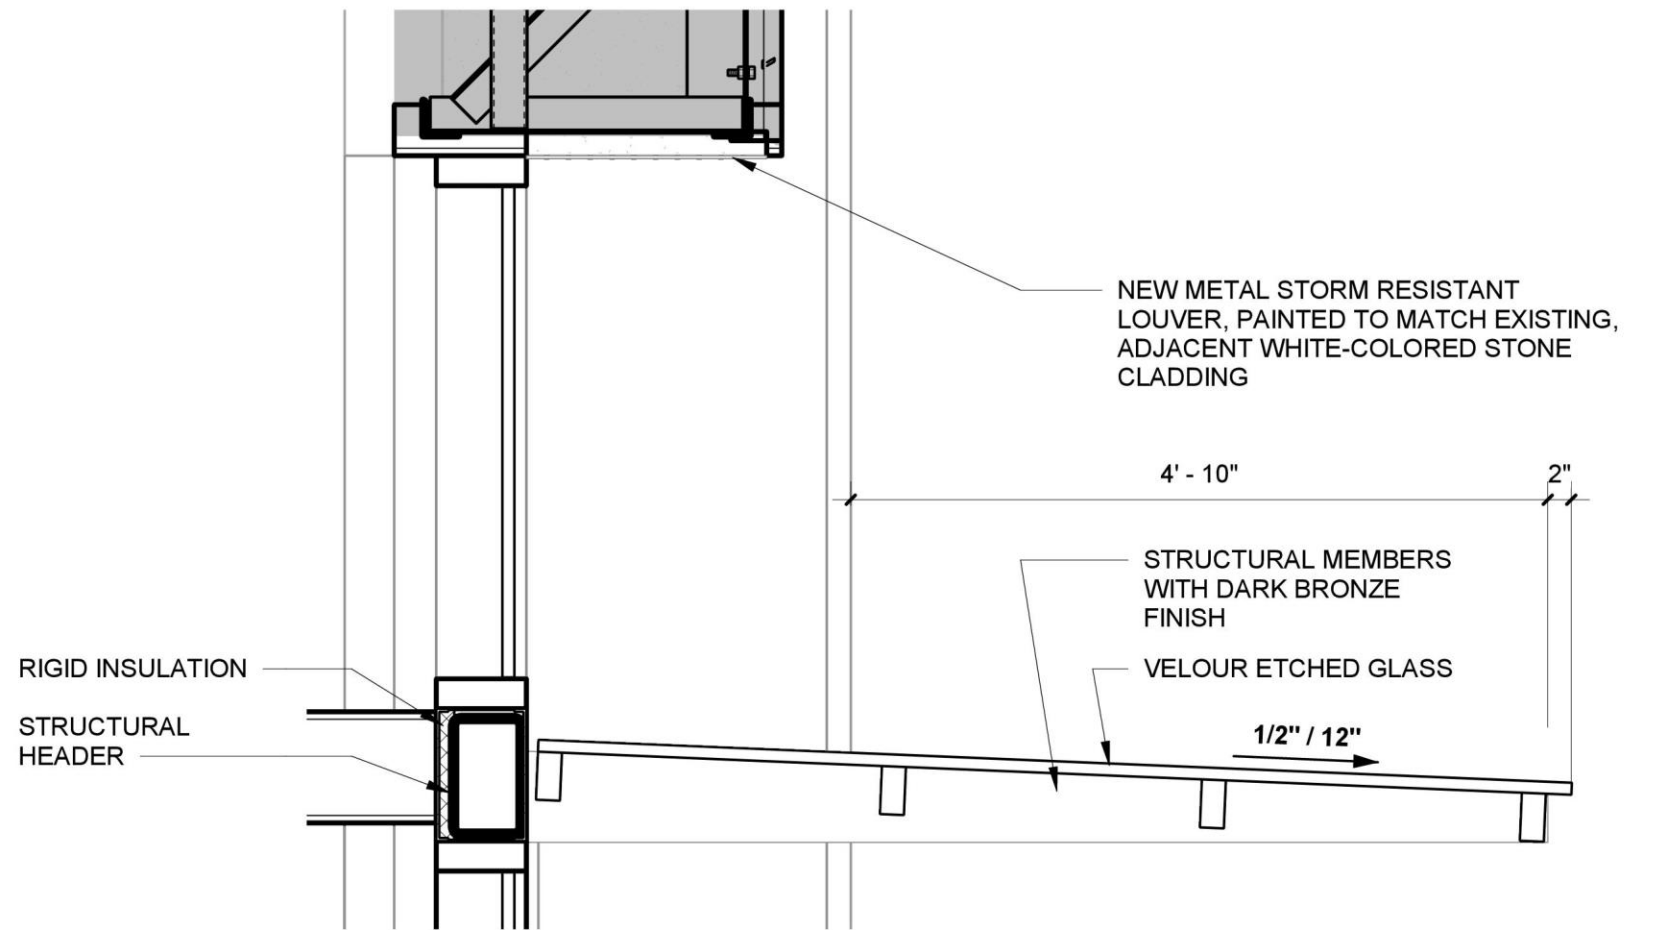 NEW METAL STORM RESISTANT
LOUVER, PAINTED TO MATCH EXISTING,
ADJACENT WHITE-COLORED STONE
CLADDING
4' - 10"
2"
STRUCTURAL MEMBERS
WITH DARK BRONZE
FINISH
RIGID INSULATION
VELOUR ETCHED GLASS
STRUCTURAL
HEADER
1/2" / 12"